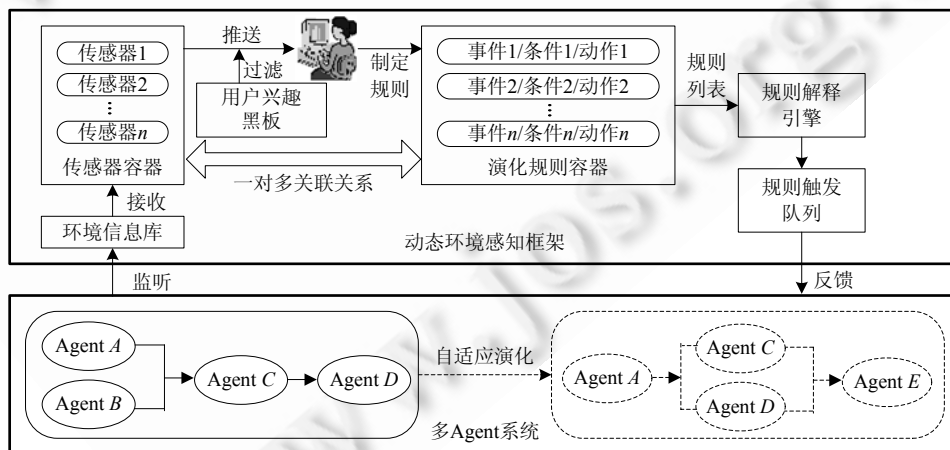 传感器1
传感器2
⋮
传感器n
传感器容器
推送
过滤
用户兴趣
黑板
制定
规则
事件1/条件1/动作1
事件2/条件2/动作2
⋮
事件n/条件n/动作n
演化规则容器
规则
列表
规则解释
引擎
规则触发
队列
一对多关联关系
接收
环境信息库
动态环境感知框架
监听
反馈
Agent A
Agent B
Agent C
Agent D
自适应演化
Agent A
Agent C
Agent D
Agent E
多Agent系统
www.jos.org.